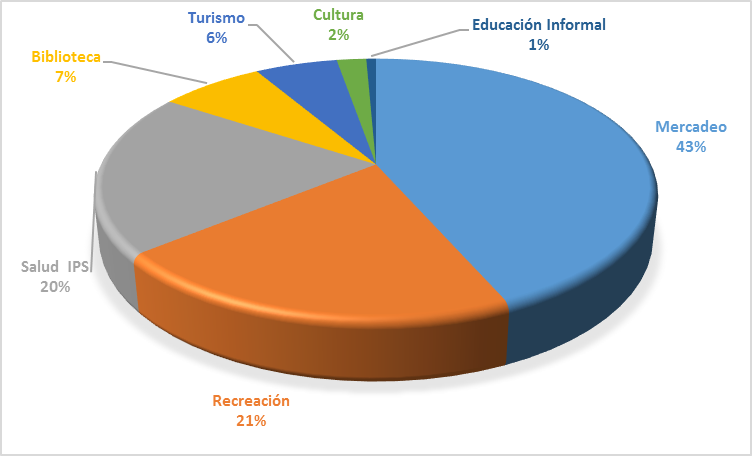 Turismo
6%
Cultura
2%
Educación Informal
1%
Biblioteca
7%
Mercadeo
43%
Salud IPS
20%
Recreación
21%